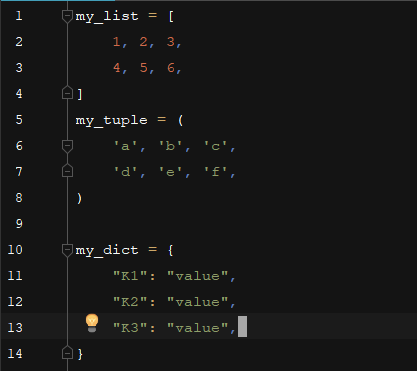 1 my_list = [
2 1, 2, 3,
3 4, 5, 6,
4 ]
5 my_tuple = (
6 'a', 'b', 'c',
7 'd', 'e', 'f',
8 )
9
10 my_dict = {
11 "K1": "value",
12 "K2": "value",
13 "K3": "value",
14 }